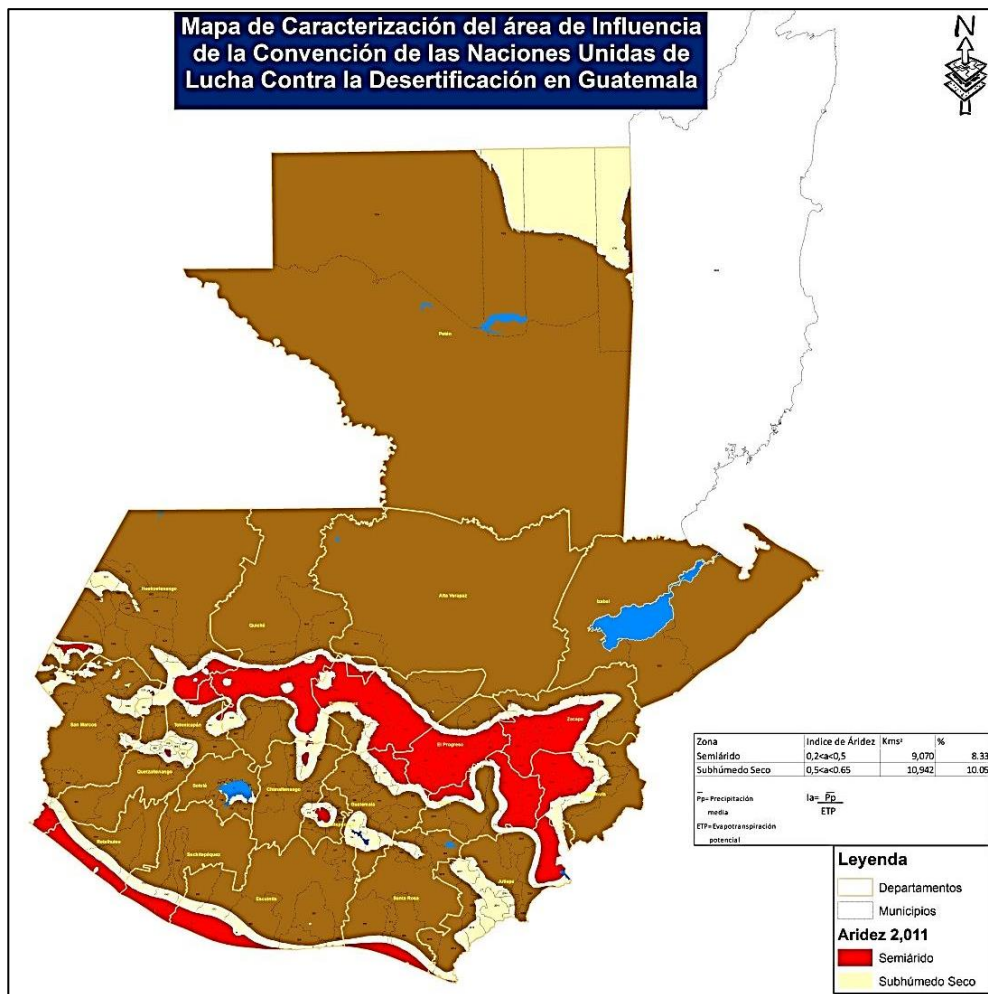 Mapa de Caracterización del área de Influencia
de la Convención de las Naciones Unidas de
Lucha Contra la Desertificación en Guatemala
N
Petén
Huehuetenango
Quiché
Alta Verapaz
Izabal
San Marcos
Totonicapán
El Progreso
Zacapa
Quetzaltenango
Sololá
Chimaltenango
Guatemala
Retalhuleu
Suchitepéquez
Escuintla
Santa Rosa
Jutiapa
Zona Indice de Áridez Kms² %
Semiárido 0,2<a<0,5 9,070 8.33
Subhúmedo Seco 0,5<a<0.65 10,942 10.05
Pp=Precipitación Ia= Pp
media ETP
ETP=Evapotranspiración
potencial
Leyenda
Departamentos
Municipios
Aridez 2,011
Semiárido
Subhúmedo Seco